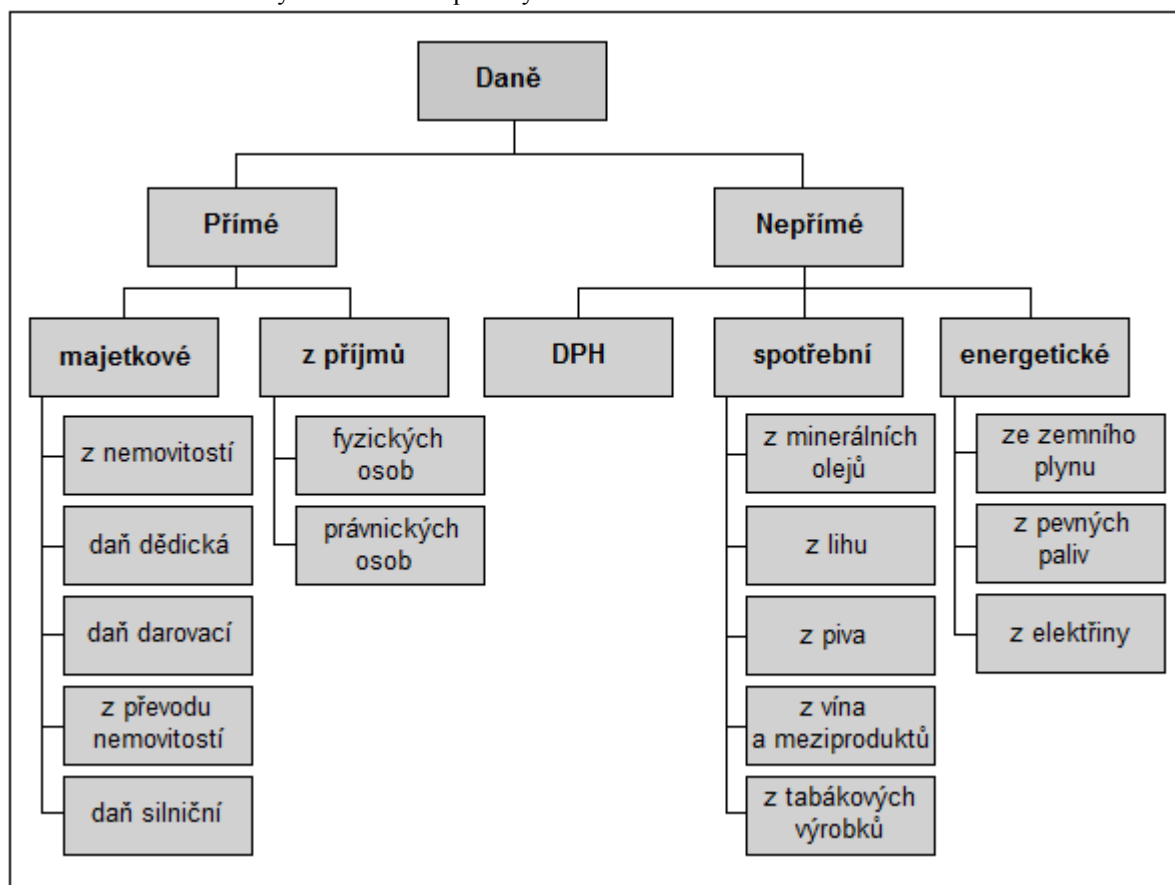 Daně
Přímé
Nepřímé
majetkové
z příjmů
DPH
spotřební
energetické
z nemovitostí
daň dědická
daň darovací
z převodu
nemovitostí
daň silniční
fyzických
osob
právnických
osob
z minerálních
olejů
z lihu
z piva
z vína
a meziproduktů
z tabákových
výrobků
ze zemního
plynu
z pevných
paliv
z elektřiny